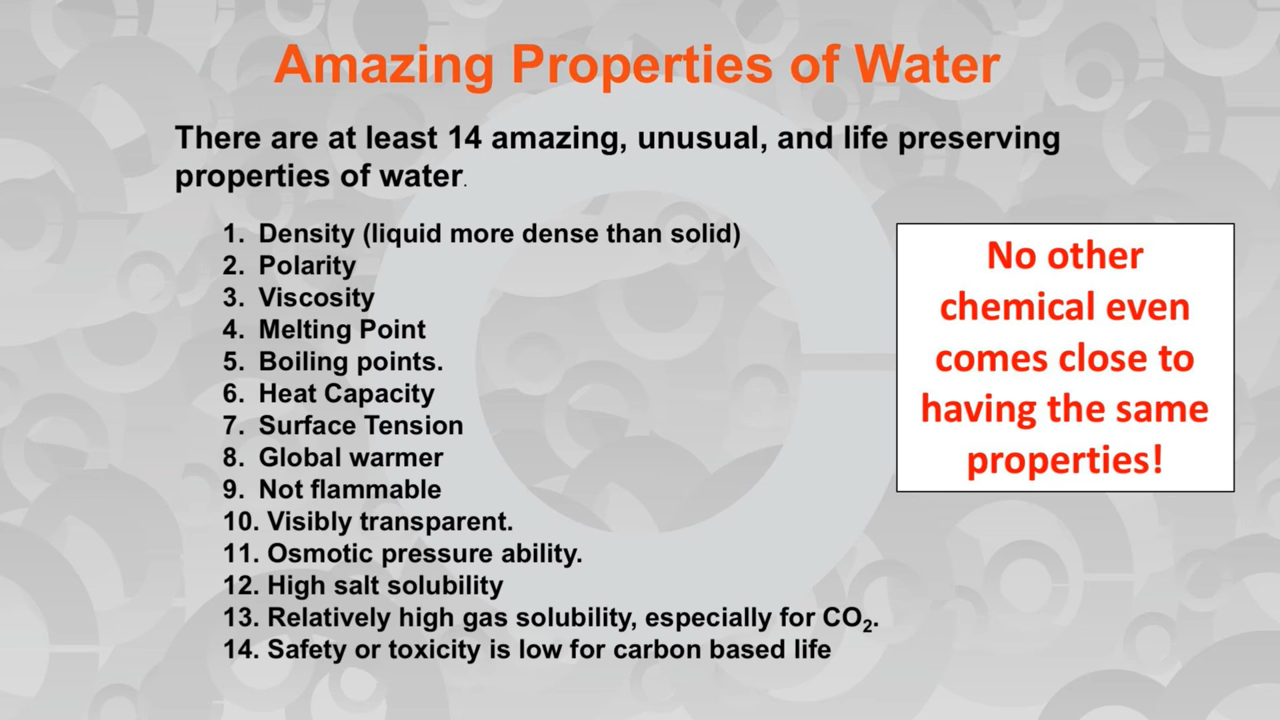 Amazing Properties of Water
There are at least 14 amazing, unusual, and life preserving
properties of water.
1. Density (liquid more dense than solid)
2. Polarity
3. Viscosity
4. Melting Point
5. Boiling points.
6. Heat Capacity
7. Surface Tension
8. Global warmer
9. Not flammable
10. Visibly transparent.
11. Osmotic pressure ability.
12. High salt solubility
13. Relatively high gas solubility, especially for CO₂.
14. Safety or toxicity is low for carbon based life
No other
chemical even
comes close to
having the same
properties!